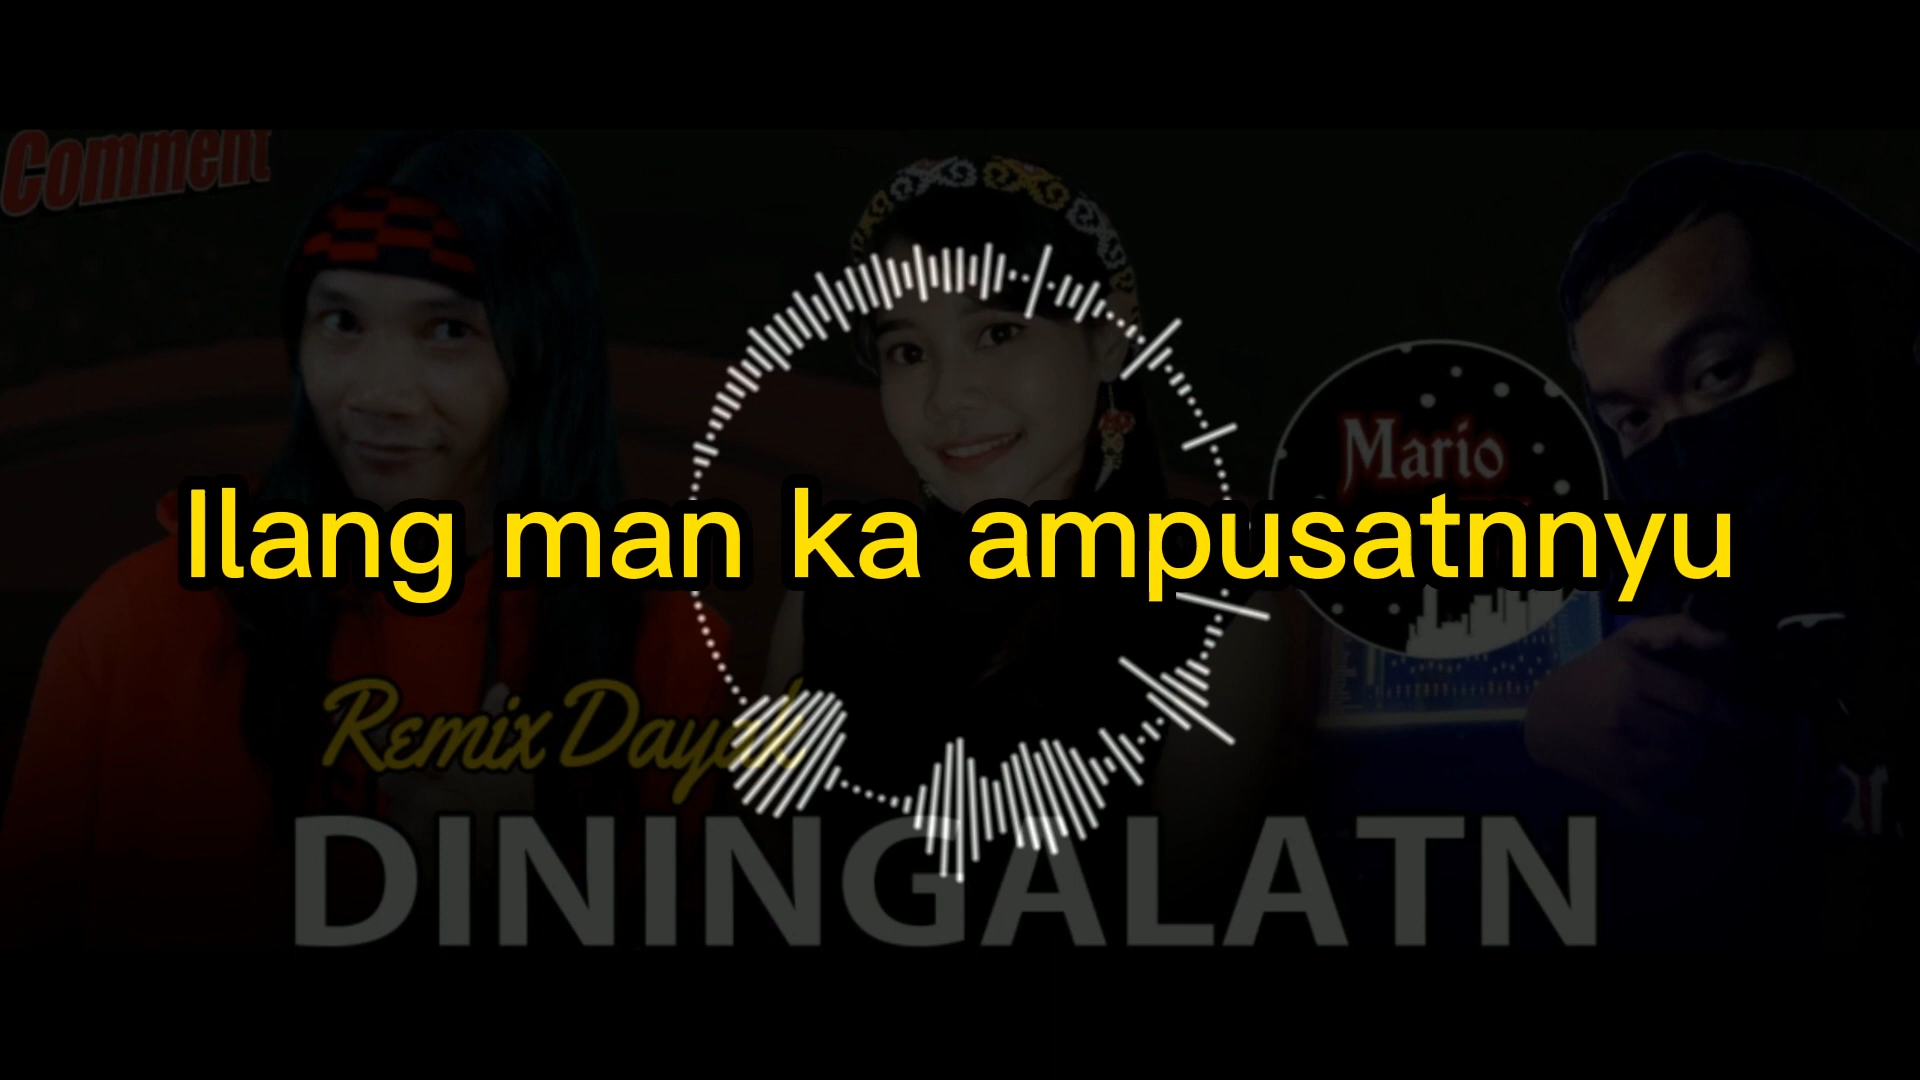 Comment
Mario
Ilang man ka ampusatnnyu
Remix Dayak
DININGALATN